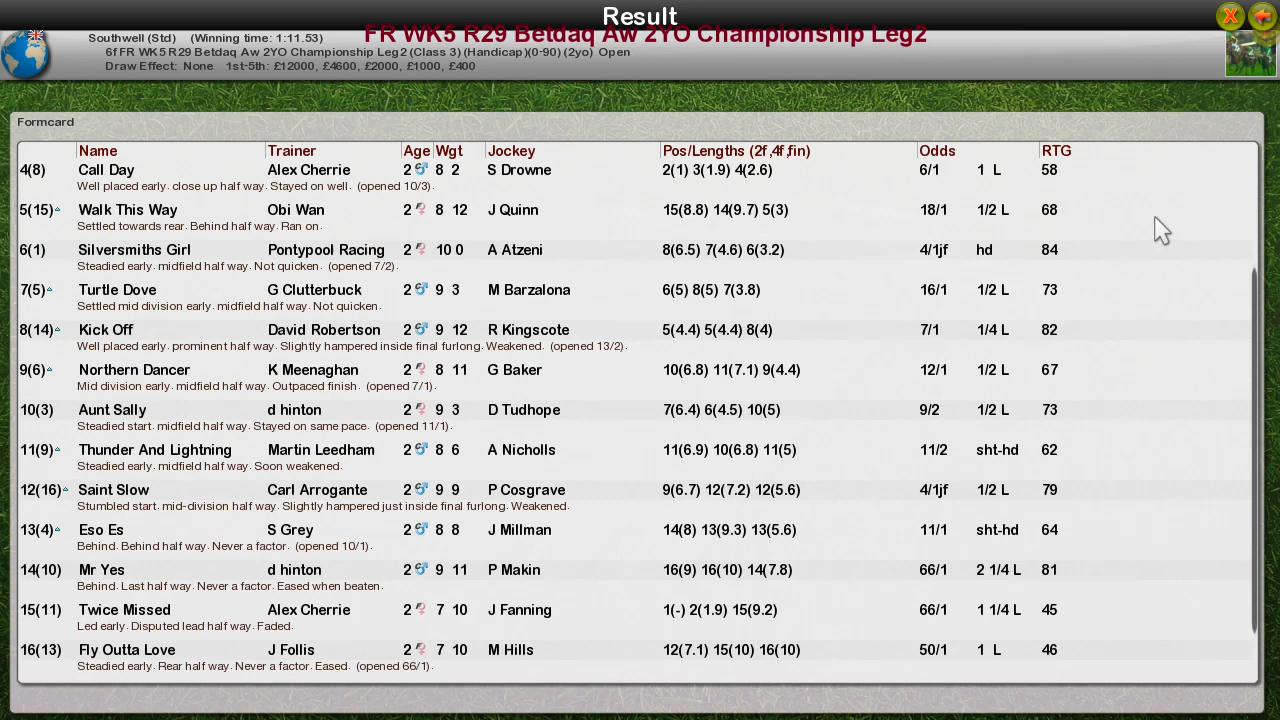 Result
FR WK5 R29 Betdaq Aw 2YO Championship Leg2
Southwell (Std) (Winning time: 1:11.53)
6f FR WK5 R29 Betdaq Aw 2YO Championship Leg2 (Class 3) (Handicap)(0-90) (2yo) Open
Draw Effect: None 1st-5th: £12000, £4600, £2000, £1000, £400
Formcard
Name Trainer Age Wgt Jockey Pos/Lengths (2f,4f,fin) Odds RTG
4(8) Call Day Alex Cherrie 2 8 2 S Drowne 2(1) 3(1.9) 4(2.6) 6/1 1 L 58
Well placed early. close up half way. Stayed on well. (opened 10/3).
5(15) Walk This Way Obi Wan 2 8 12 J Quinn 15(8.8) 14(9.7) 5(3) 18/1 1/2 L 68
Settled towards rear. Behind half way. Ran on.
6(1) Silversmiths Girl Pontypool Racing 2 10 0 A Atzeni 8(6.5) 7(4.6) 6(3.2) 4/1jf hd 84
Steadied early. midfield half way. Not quicken. (opened 7/2).
7(5) Turtle Dove G Clutterbuck 2 9 3 M Barzalona 6(5) 8(5) 7(3.8) 16/1 1/2 L 73
Settled mid division early. midfield half way. Not quicken.
8(14) Kick Off David Robertson 2 9 12 R Kingscote 5(4.4) 5(4.4) 8(4) 7/1 1/4 L 82
Well placed early. prominent half way. Slightly hampered inside final furlong. Weakened. (opened 13/2).
9(6) Northern Dancer K Meenaghan 2 8 11 G Baker 10(6.8) 11(7.1) 9(4.4) 12/1 1/2 L 67
Mid division early. midfield half way. Outpaced finish. (opened 7/1).
10(3) Aunt Sally d hinton 2 9 3 D Tudhope 7(6.4) 6(4.5) 10(5) 9/2 1/2 L 73
Steadied start. midfield half way. Stayed on same pace. (opened 11/1).
11(9) Thunder And Lightning Martin Leedham 2 8 6 A Nicholls 11(6.9) 10(6.8) 11(5) 11/2 sht-hd 62
Steadied early. midfield half way. Soon weakened.
12(16) Saint Slow Carl Arrogante 2 9 9 P Cosgrave 9(6.7) 12(7.2) 12(5.6) 4/1jf 1/2 L 79
Stumbled start. mid-division half way. Slightly hampered just inside final furlong. Weakened.
13(4) Eso Es S Grey 2 8 8 J Millman 14(8) 13(9.3) 13(5.6) 11/1 sht-hd 64
Behind. Behind half way. Never a factor. (opened 10/1).
14(10) Mr Yes d hinton 2 9 11 P Makin 16(9) 16(10) 14(7.8) 66/1 2 1/4 L 81
Behind. Last half way. Never a factor. Eased when beaten.
15(11) Twice Missed Alex Cherrie 2 7 10 J Fanning 1(-) 2(1.9) 15(9.2) 66/1 1 1/4 L 45
Led early. Disputed lead half way. Faded.
16(13) Fly Outta Love J Follis 2 7 10 M Hills 12(7.1) 15(10) 16(10) 50/1 1 L 46
Steadied early. Rear half way. Never a factor. Eased. (opened 66/1).